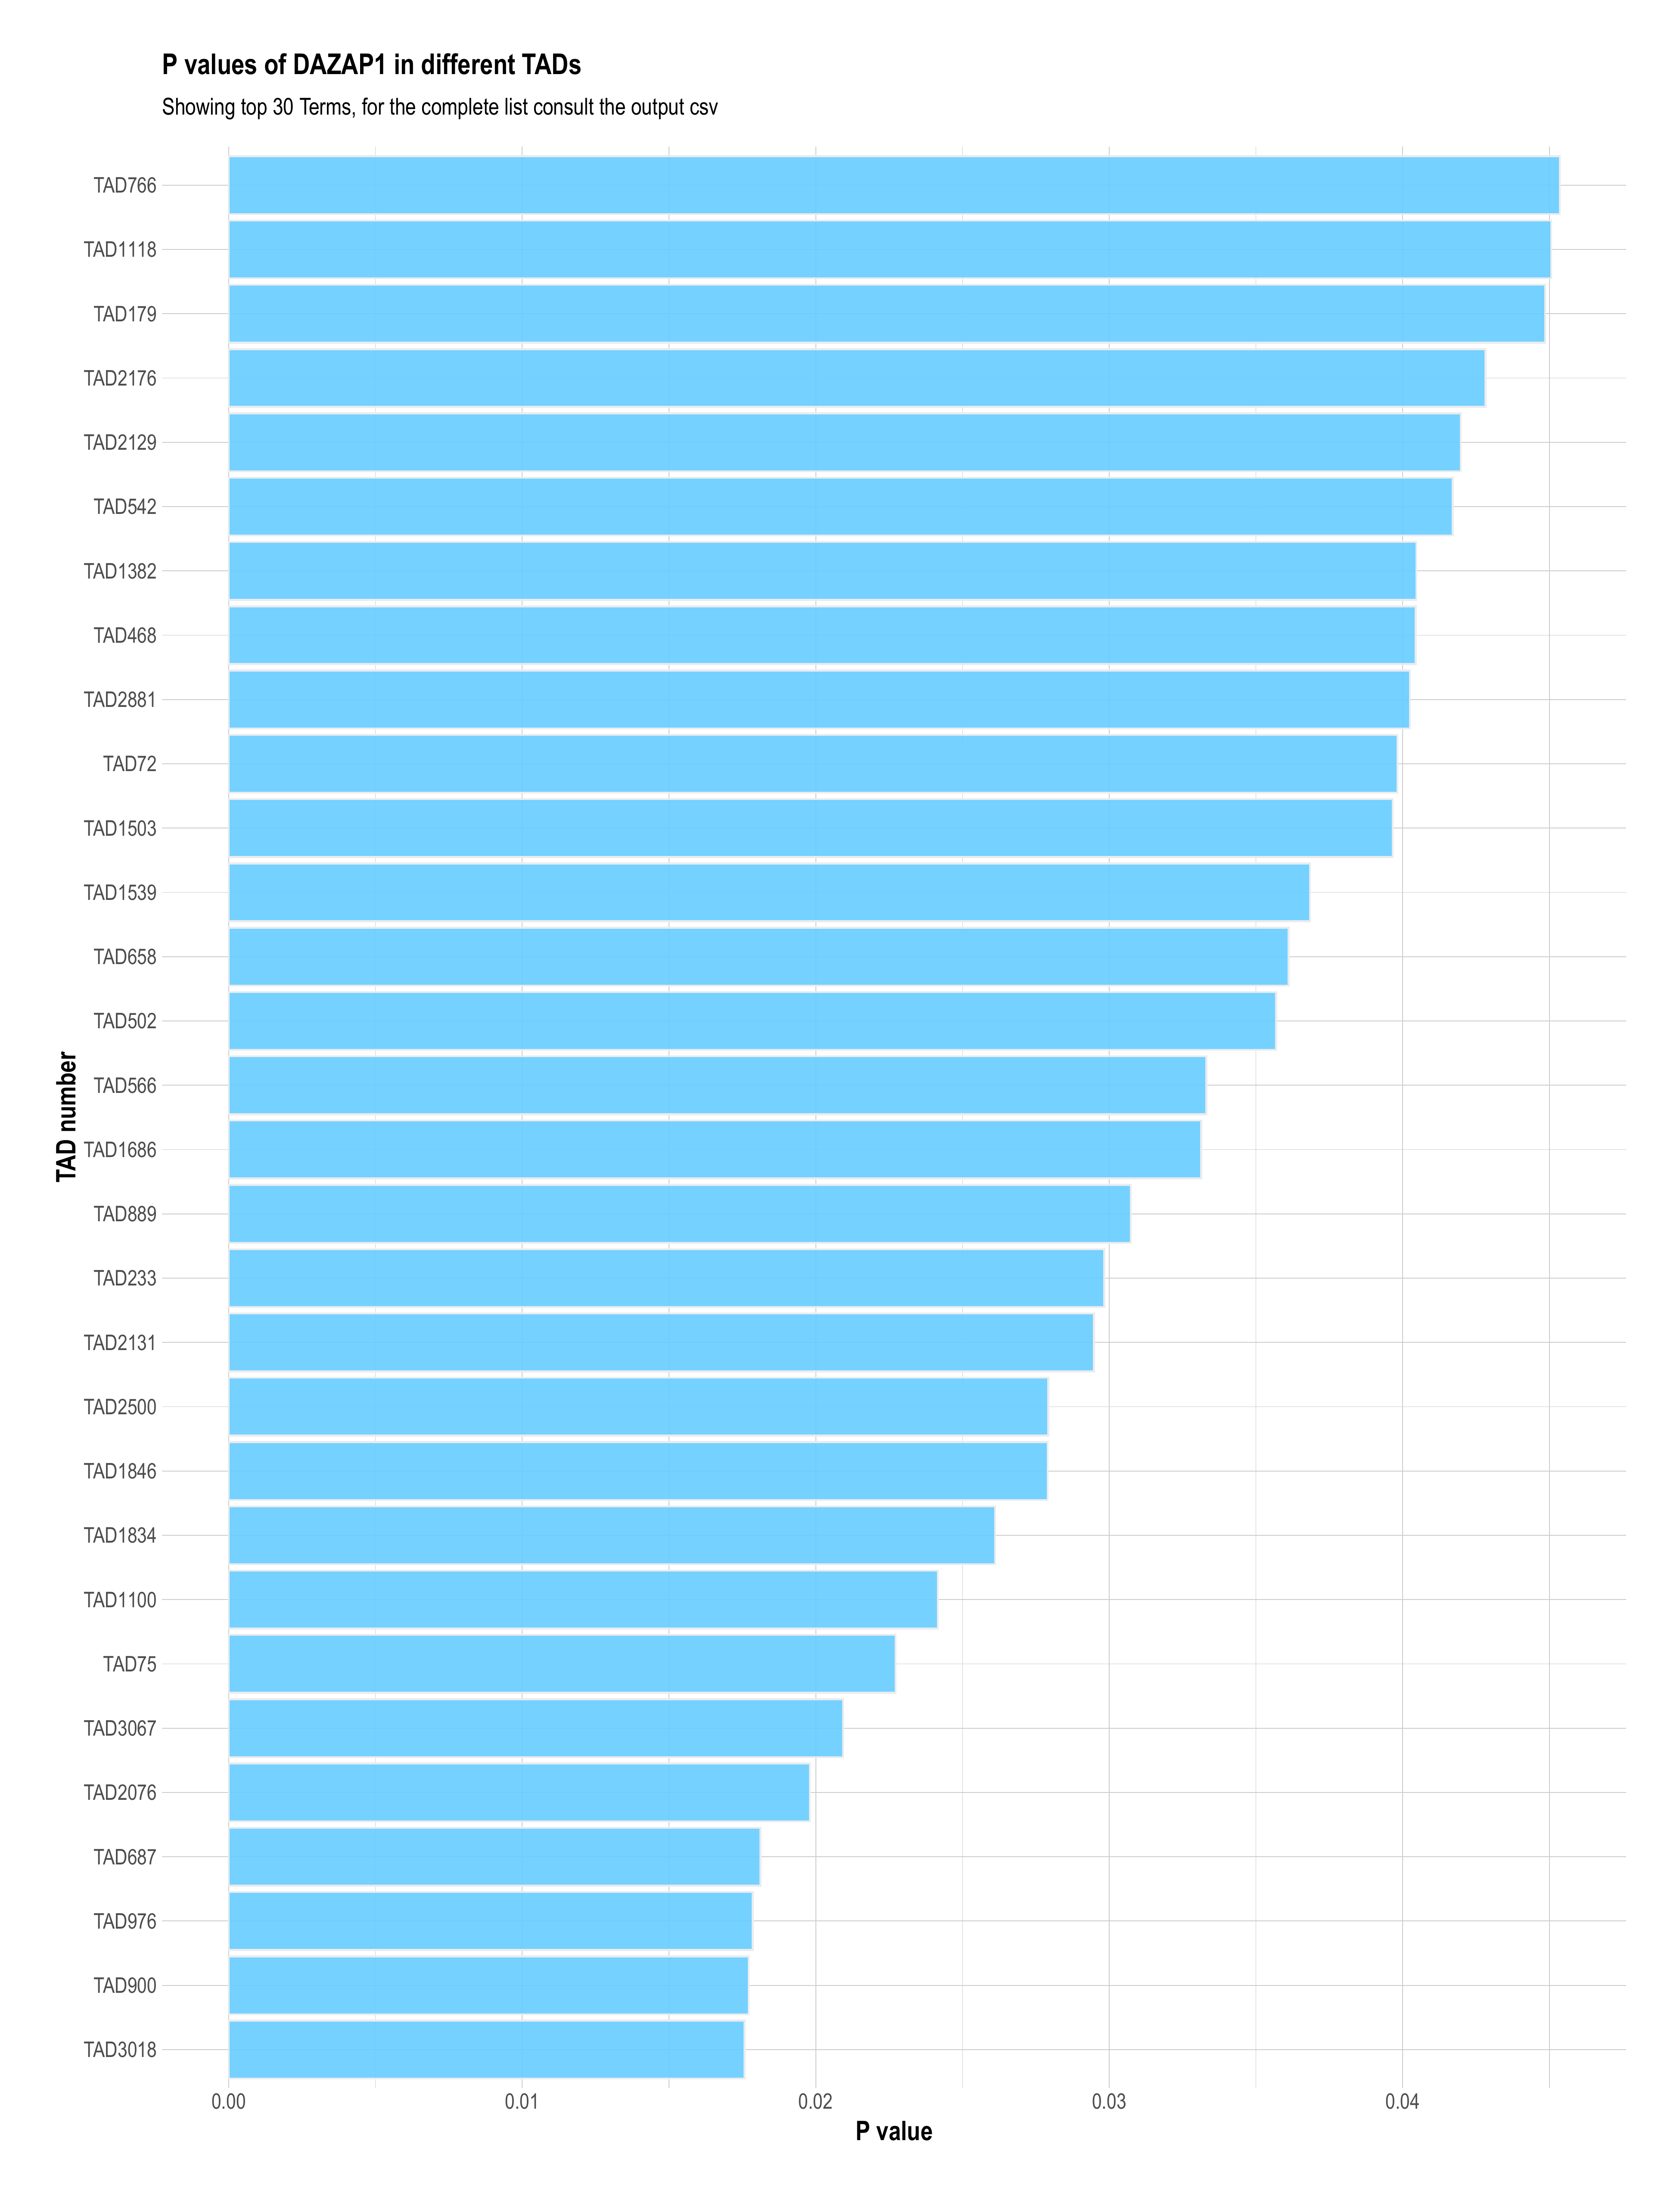 P values of DAZAP1 in different TADs
Showing top 30 Terms, for the complete list consult the output csv
TAD766
TAD1118
TAD179
TAD2176
TAD2129
TAD542
TAD1382
TAD468
TAD2881
TAD72
TAD1503
TAD1539
TAD658
TAD502
TAD566
TAD1686
TAD889
TAD233
TAD2131
TAD2500
TAD1846
TAD1834
TAD1100
TAD75
TAD3067
TAD2076
TAD687
TAD976
TAD900
TAD3018
TAD number
0.00 0.01 0.02 0.03 0.04
P value